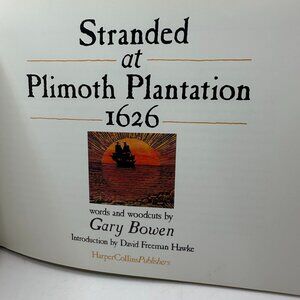 Stranded
at
Plimoth Plantation
1626
words and woodcuts by
Gary Bowen
Introduction by David Freeman Hawke
HarperCollinsPublishers